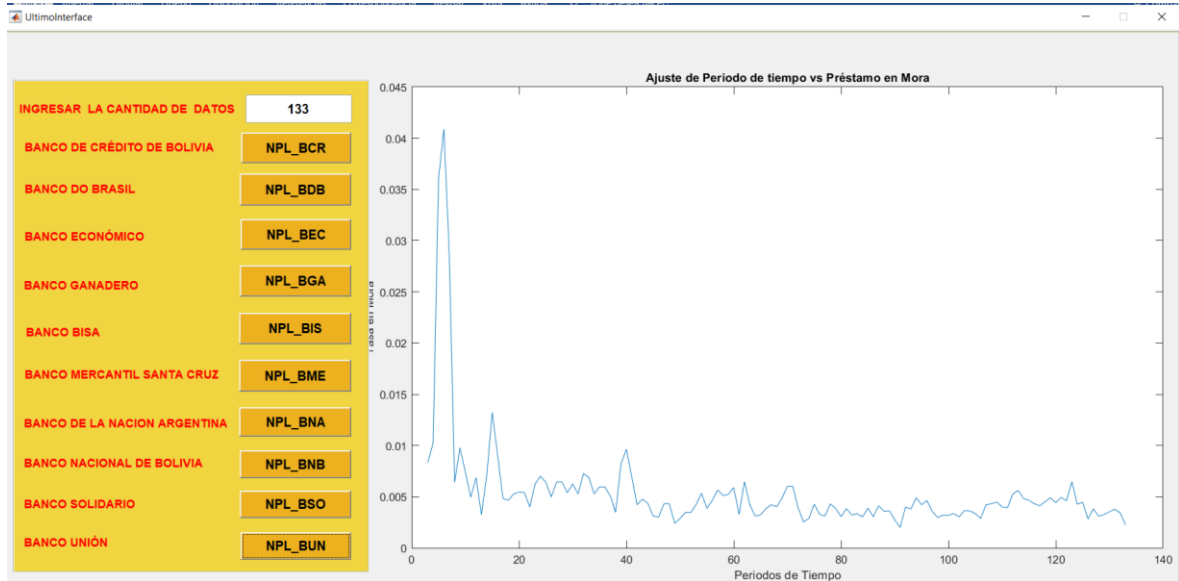 UltimoInterface
INGRESAR LA CANTIDAD DE DATOS 133
BANCO DE CRÉDITO DE BOLIVIA NPL_BCR
BANCO DO BRASIL NPL_BDB
BANCO ECONÓMICO NPL_BEC
BANCO GANADERO NPL_BGA
BANCO BISA NPL_BIS
BANCO MERCANTIL SANTA CRUZ NPL_BME
BANCO DE LA NACION ARGENTINA NPL_BNA
BANCO NACIONAL DE BOLIVIA NPL_BNB
BANCO SOLIDARIO NPL_BSO
BANCO UNIÓN NPL_BUN
Ajuste de Periodo de tiempo vs Préstamo en Mora
0.045
0.04
0.035
0.03
0.025
0.02
0.015
0.01
0.005
0
Tasa en Mora
0 20 40 60 80 100 120 140
Periodos de Tiempo